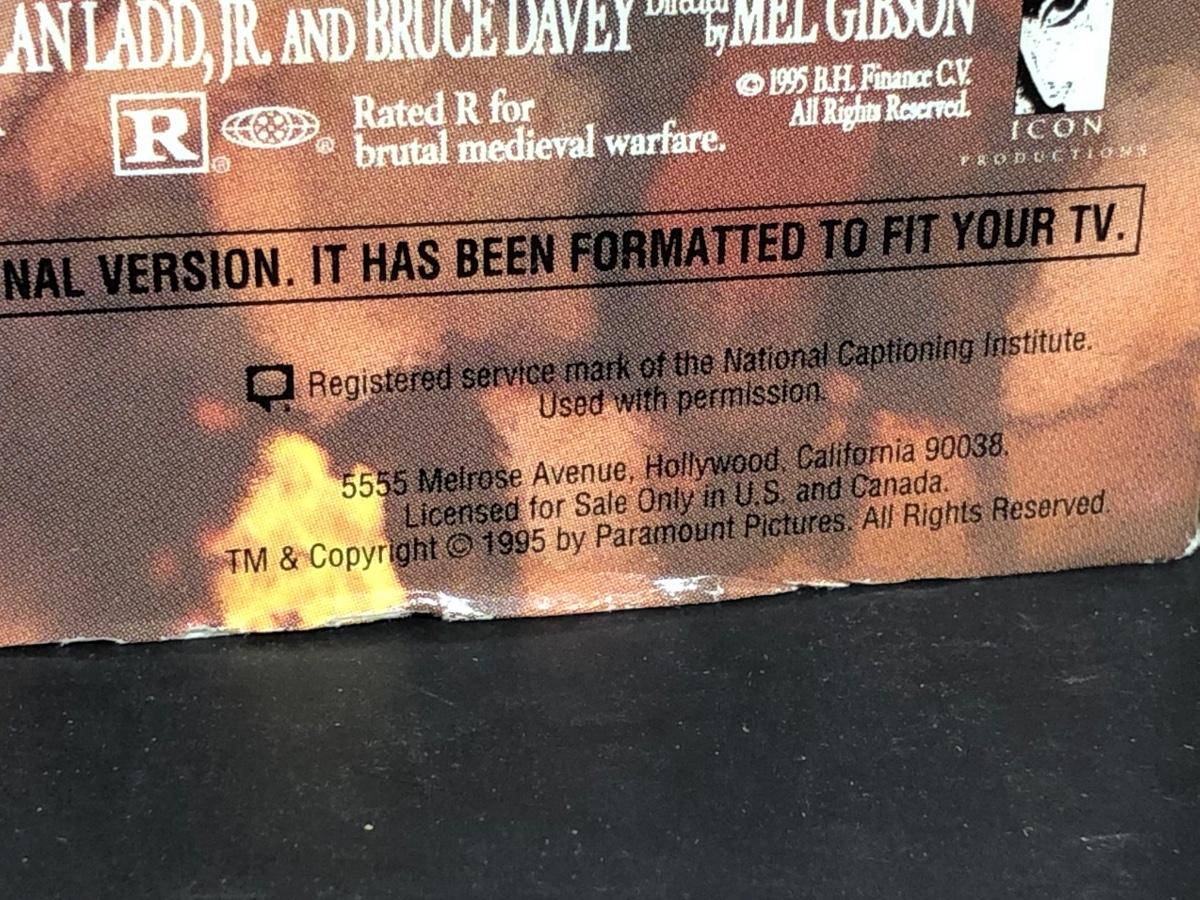 AN LADD, JR. AND BRUCE DAVEY Directed by MEL GIBSON
R® ® Rated R for
brutal medieval warfare.
© 1995 B.H. Finance C.V.
All Rights Reserved.
ICON
PRODUCTIONS
NAL VERSION. IT HAS BEEN FORMATTED TO FIT YOUR TV.
Registered service mark of the National Captioning Institute.
Used with permission.
5555 Melrose Avenue, Hollywood, California 90038.
Licensed for Sale Only in U.S. and Canada.
TM & Copyright © 1995 by Paramount Pictures. All Rights Reserved.